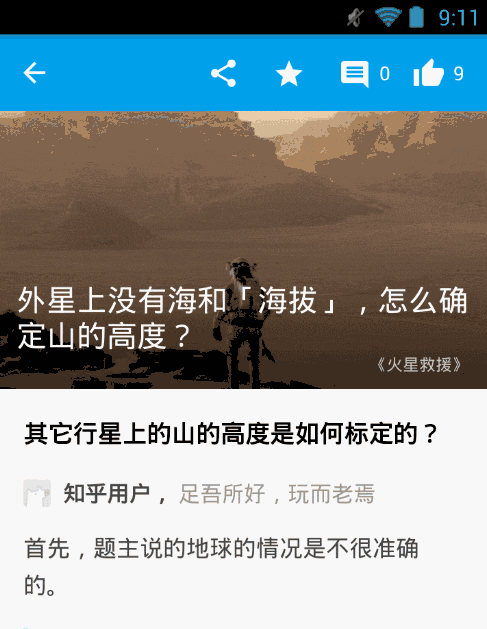 9:11
0
9
外星上没有海和「海拔」，怎么确
定山的高度？
《火星救援》
其它行星上的山的高度是如何标定的？
知乎用户，足吾所好，玩而老焉
首先，题主说的地球的情况是不很准确
的。